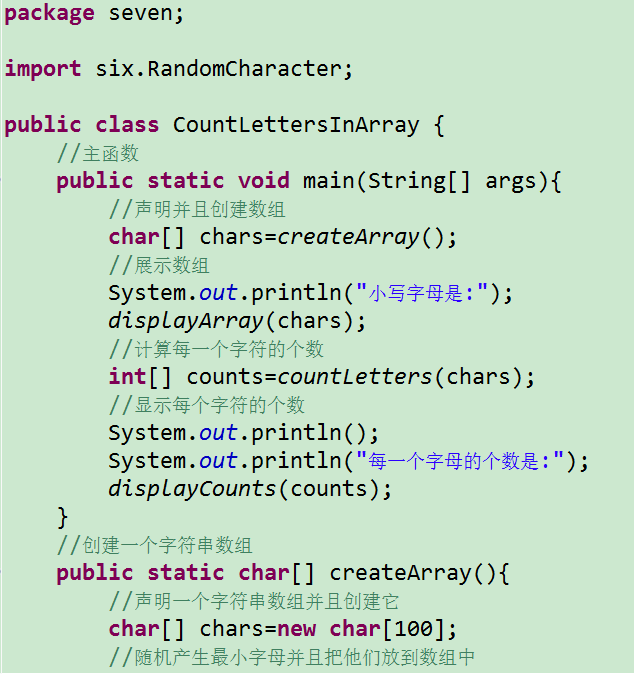 package seven;
import six.RandomCharacter;
public class CountLettersInArray {
//主函数
public static void main(String[] args){
//声明并且创建数组
char[] chars=createArray();
//展示数组
System.out.println("小写字母是:");
displayArray(chars);
//计算每一个字符的个数
int[] counts=countLetters(chars);
//显示每个字符的个数
System.out.println();
System.out.println("每一个字母的个数是:");
displayCounts(counts);
}
//创建一个字符串数组
public static char[] createArray(){
//声明一个字符串数组并且创建它
char[] chars=new char[100];
//随机产生最小字母并且把他们放到数组中